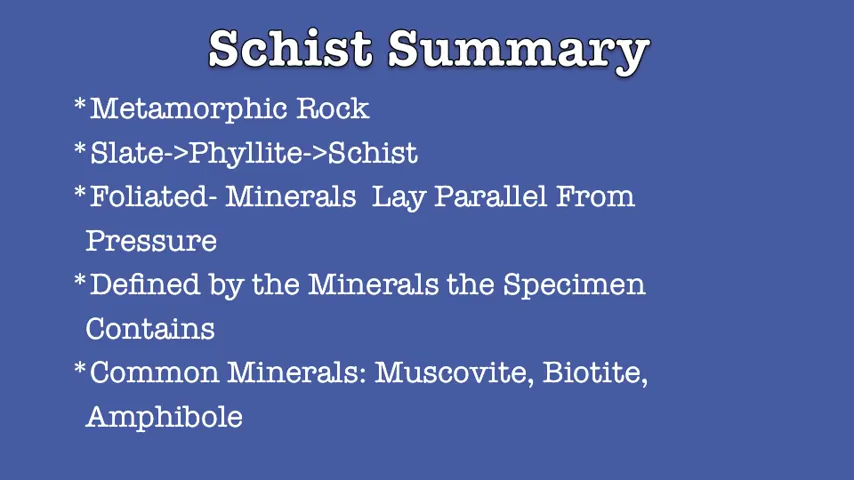 Schist Summary
*Metamorphic Rock
*Slate->Phyllite->Schist
*Foliated- Minerals  Lay Parallel From
Pressure
*Defined by the Minerals the Specimen
Contains
*Common Minerals: Muscovite, Biotite,
Amphibole